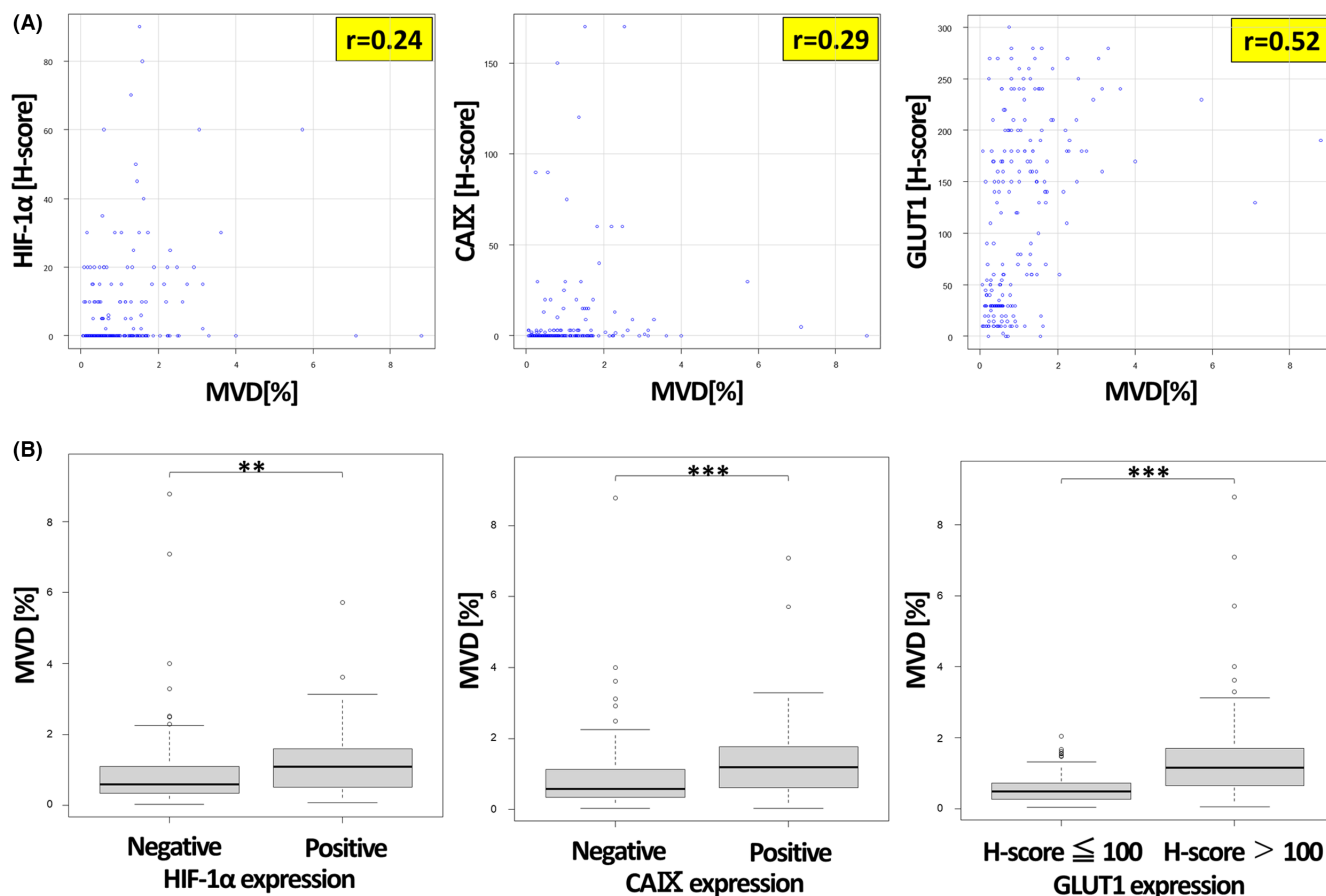 (A)
r=0.24
r=0.29
r=0.52
HIF-1α [H-score]
80
60
40
20
0
0 2 4 6 8
MVD[%]
CAⅨ [H-score]
150
100
50
0
0 2 4 6 8
MVD[%]
GLUT1 [H-score]
300
250
200
150
100
50
0
0 2 4 6 8
MVD[%]
(B)
**
MVD [%]
8
6
4
2
0
Negative Positive
HIF-1α expression
***
MVD [%]
8
6
4
2
0
Negative Positive
CAⅨ expression
***
MVD [%]
8
6
4
2
0
H-score ≦ 100 H-score > 100
GLUT1 expression